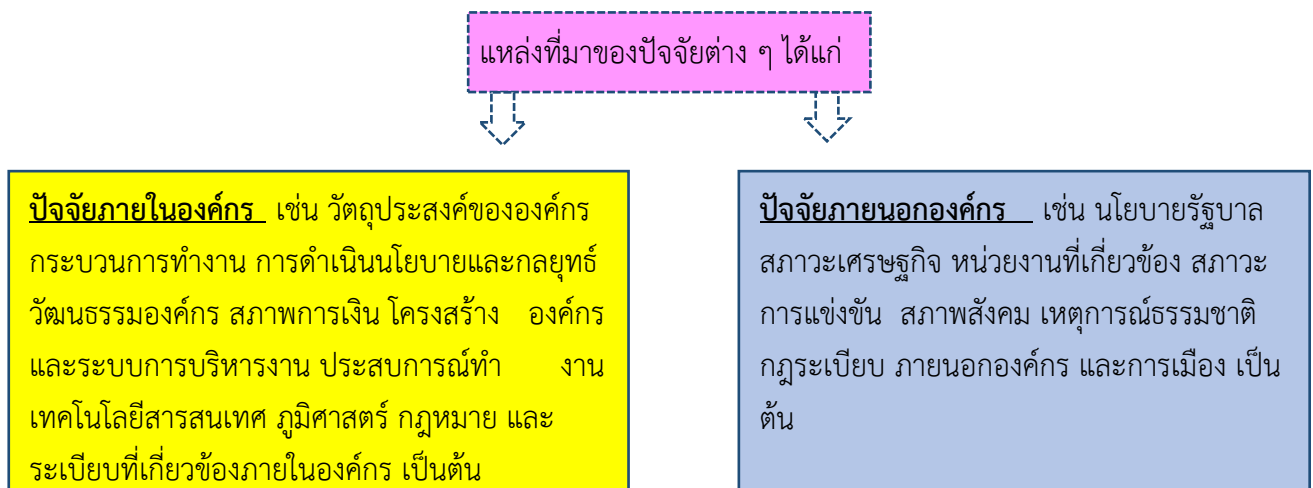 แหล่งที่มาของปัจจัยต่าง ๆ ได้แก่
ปัจจัยภายในองค์กร เช่น วัตถุประสงค์ขององค์กร
กระบวนการทำงาน การดำเนินนโยบายและกลยุทธ์
วัฒนธรรมองค์กร สภาพการเงิน โครงสร้าง องค์กร
และระบบการบริหารงาน ประสบการณ์ทำ งาน
เทคโนโลยีสารสนเทศ ภูมิศาสตร์ กฎหมาย และ
ระเบียบที่เกี่ยวข้องภายในองค์กร เป็นต้น
ปัจจัยภายนอกองค์กร เช่น นโยบายรัฐบาล
สภาวะเศรษฐกิจ หน่วยงานที่เกี่ยวข้อง สภาวะ
การแข่งขัน สภาพสังคม เหตุการณ์ธรรมชาติ
กฎระเบียบ ภายนอกองค์กร และการเมือง เป็น
ต้น